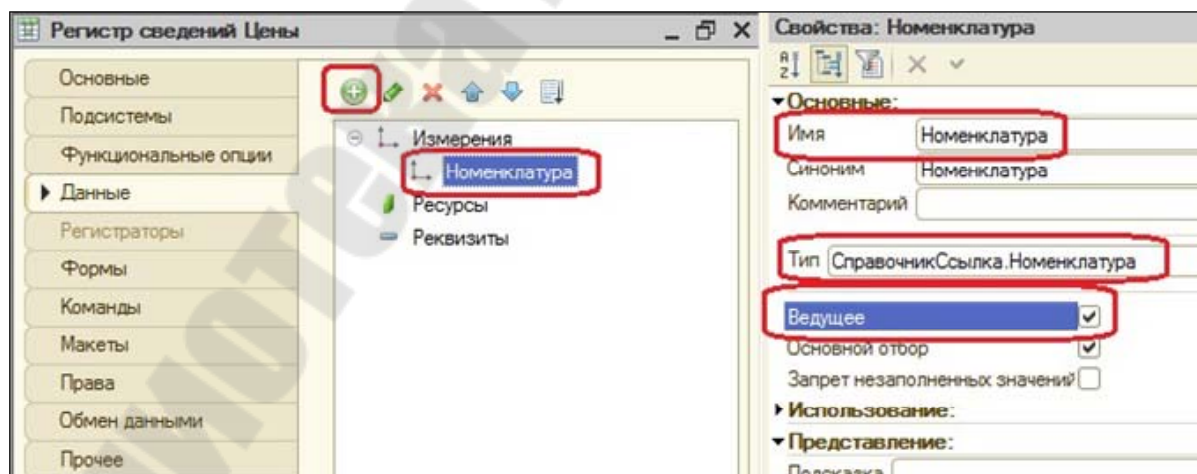 Регистр сведений Цены
Основные
Подсистемы
Функциональные опции
Данные
Регистраторы
Формы
Команды
Макеты
Права
Обмен данными
Прочее
Измерения
Номенклатура
Ресурсы
Реквизиты
Свойства: Номенклатура
Основные:
Имя Номенклатура
Синоним Номенклатура
Комментарий
Тип СправочникСсылка.Номенклатура
Ведущее
Основной отбор
Запрет незаполненных значений
Использование:
Представление:
Подсказка